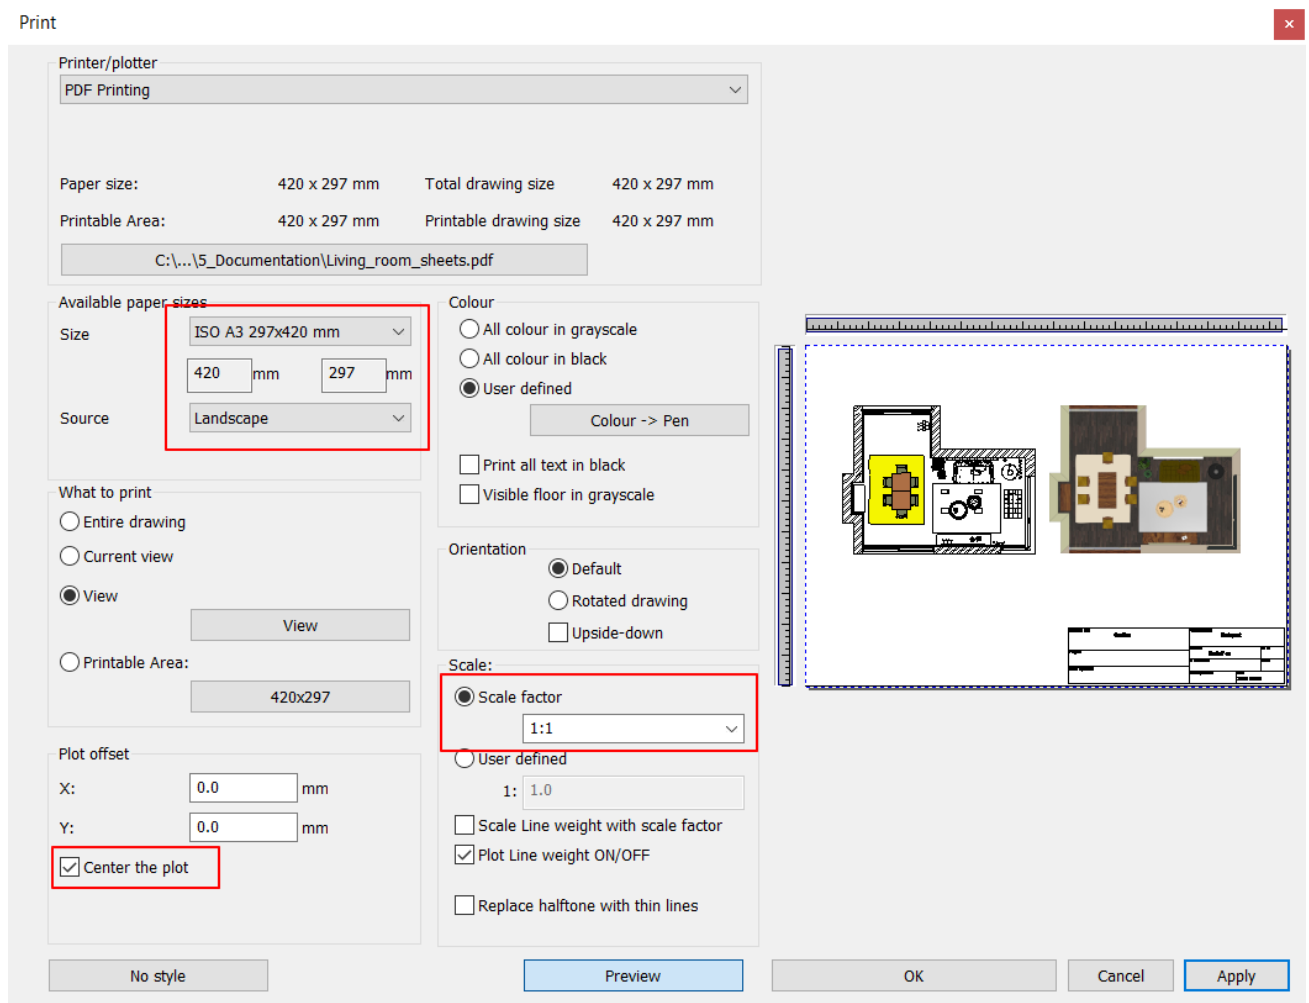 Print
Printer/plotter
PDF Printing
Paper size: 420 x 297 mm Total drawing size 420 x 297 mm
Printable Area: 420 x 297 mm Printable drawing size 420 x 297 mm
C:\...\5_Documentation\Living_room_sheets.pdf
Available paper sizes
Size ISO A3 297x420 mm
420 mm 297 mm
Source Landscape
What to print
Entire drawing
Current view
View
View
Printable Area:
420x297
Plot offset
X: 0.0 mm
Y: 0.0 mm
Center the plot
Colour
All colour in grayscale
All colour in black
User defined
Colour -> Pen
Print all text in black
Visible floor in grayscale
Orientation
Default
Rotated drawing
Upside-down
Scale:
Scale factor
1:1
User defined
1: 1.0
Scale Line weight with scale factor
Plot Line weight ON/OFF
Replace halftone with thin lines
No style Preview OK Cancel Apply